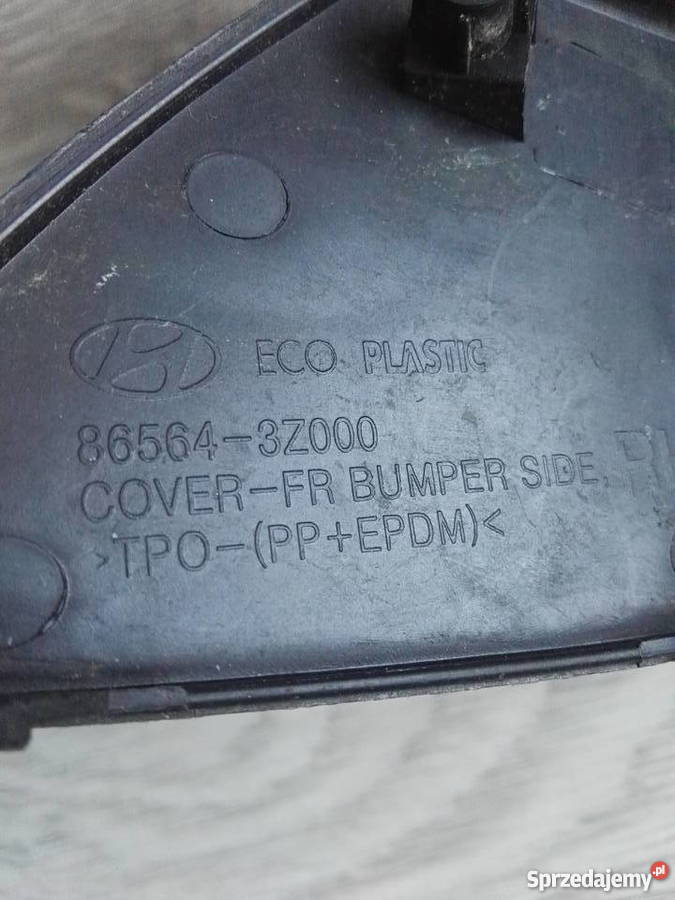 ECO PLASTIC
86564-3Z000
COVER-FR BUMPER SIDE,
>TPO-(PP+EPDM)<
Sprzedajemy.pl